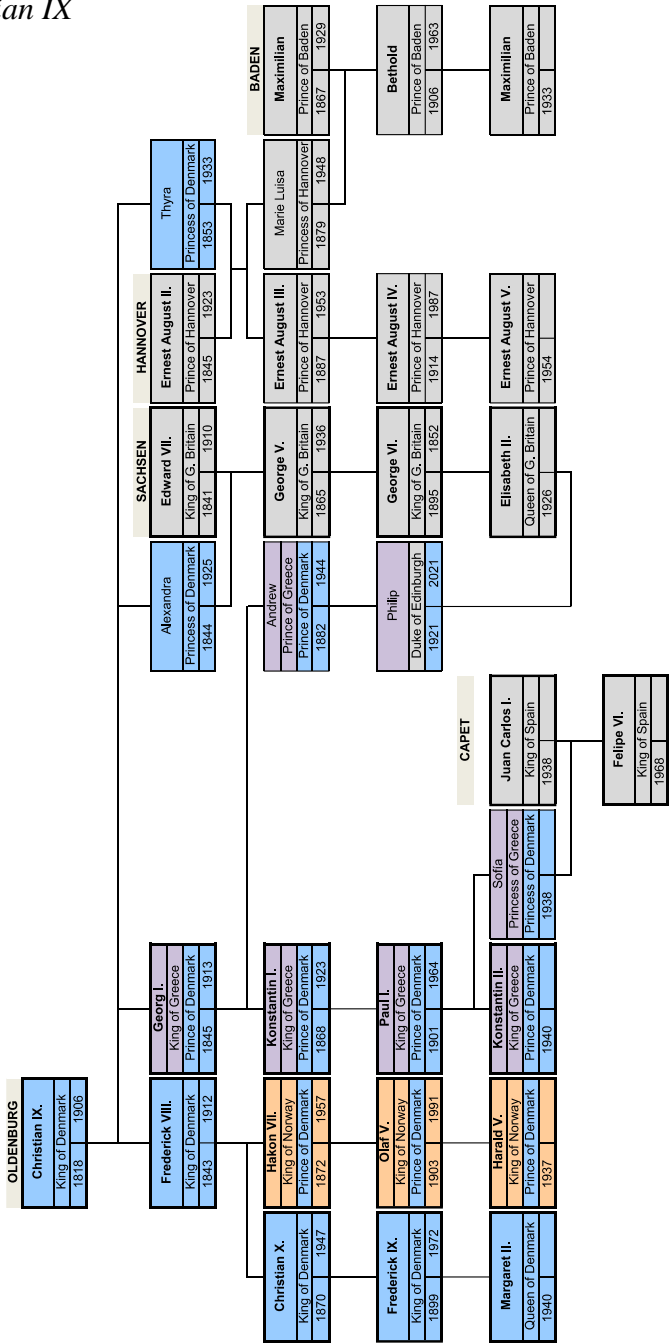 ian IX
OLDENBURG
Christian IX.
King of Denmark
1818 1906
Frederick VIII.
King of Denmark
1843 1912
Georg I.
King of Greece
Prince of Denmark
1845 1913
Alexandra
Princess of Denmark
1844 1925
SACHSEN
Edward VII.
King of G. Britain
1841 1910
HANNOVER
Ernest August II.
Prince of Hannover
1845 1923
Thyra
Princess of Denmark
1853 1933
Christian X.
King of Denmark
1870 1947
Hakon VII.
King of Norway
Prince of Denmark
1872 1957
Konstantin I.
King of Greece
Prince of Denmark
1868 1923
Andrew
Prince of Greece
Prince of Denmark
1882 1944
George V.
King of G. Britain
1865 1936
Ernest August III.
Prince of Hannover
1887 1953
Marie Luisa
Princess of Hannover
1879 1948
BADEN
Maximilian
Prince of Baden
1867 1929
Frederick IX.
King of Denmark
1899 1972
Olaf V.
King of Norway
Prince of Denmark
1903 1991
Paul I.
King of Greece
Prince of Denmark
1901 1964
Philip
Duke of Edinburgh
1921 2021
George VI.
King of G. Britain
1895 1852
Ernest August IV.
Prince of Hannover
1914 1987
Bethold
Prince of Baden
1906 1963
Margaret II.
Queen of Denmark
1940
Harald V.
King of Norway
Prince of Denmark
1937
Konstantin II.
King of Greece
Prince of Denmark
1940
Sofía
Princess of Greece
Princess of Denmark
1938
CAPET
Juan Carlos I.
King of Spain
1938
Elisabeth II.
Queen of G. Britain
1926
Ernest August V.
Prince of Hannover
1954
Maximilian
Prince of Baden
1933
Felipe VI.
King of Spain
1968